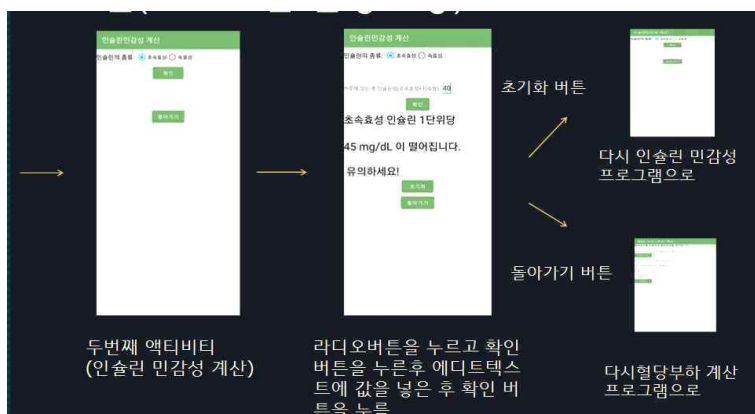 인슐린민감성 계산
인슐린의 종류: 초속효성 속효성
확인
돌아가기
두번째 액티비티
(인슐린 민감성 계산)
인슐린민감성 계산
인슐린의 종류: 초속효성 속효성
40
확인
초속효성 인슐린 1단위당
45 mg/dL 이 떨어집니다.
유의하세요!
초기화
돌아가기
라디오버튼을 누르고 확인
버튼을 누른후 에디트텍스
트에 값을 넣은 후 확인 버
튼을 누름
초기화 버튼
다시 인슐린 민감성
프로그램으로
돌아가기 버튼
다시혈당부하 계산
프로그램으로